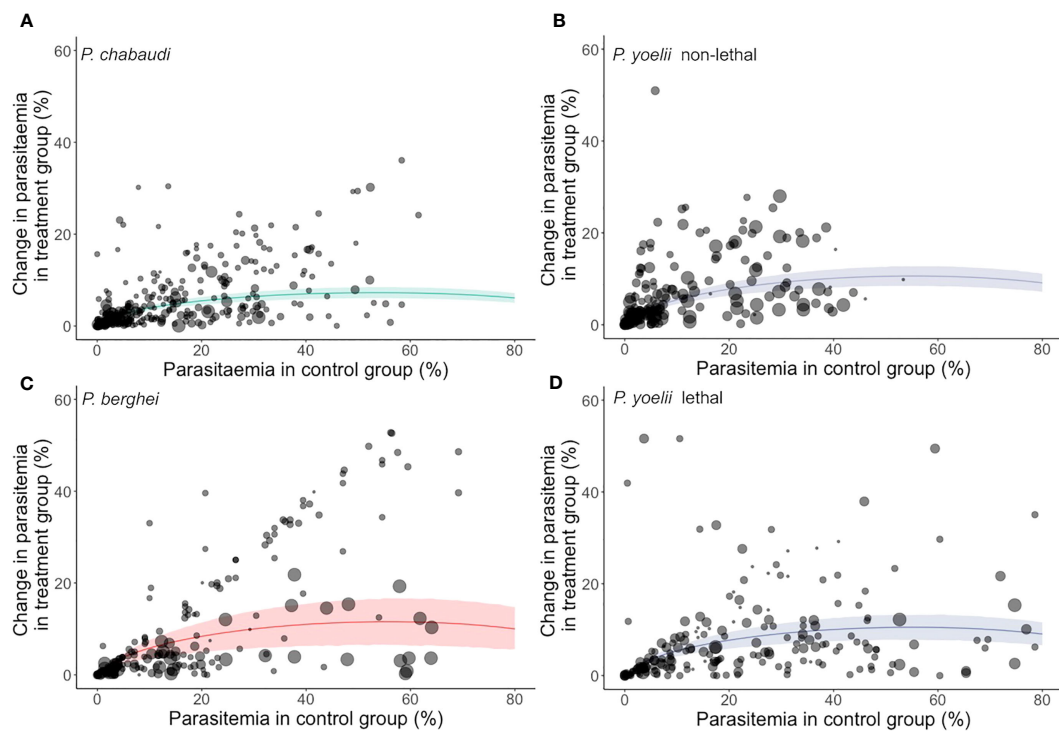 A
P. chabaudi
Change in parasitaemia
in treatment group (%)
60
40
20
0
0 20 40 60 80
Parasitaemia in control group (%)
B
P. yoelii non-lethal
Change in parasitemia
in treatment group (%)
60
40
20
0
0 20 40 60 80
Parasitemia in control group (%)
C
P. berghei
Change in parasitemia
in treatment group (%)
60
40
20
0
0 20 40 60 80
Parasitemia in control group (%)
D
P. yoelii lethal
Change in parasitemia
in treatment group (%)
60
40
20
0
0 20 40 60 80
Parasitemia in control group (%)